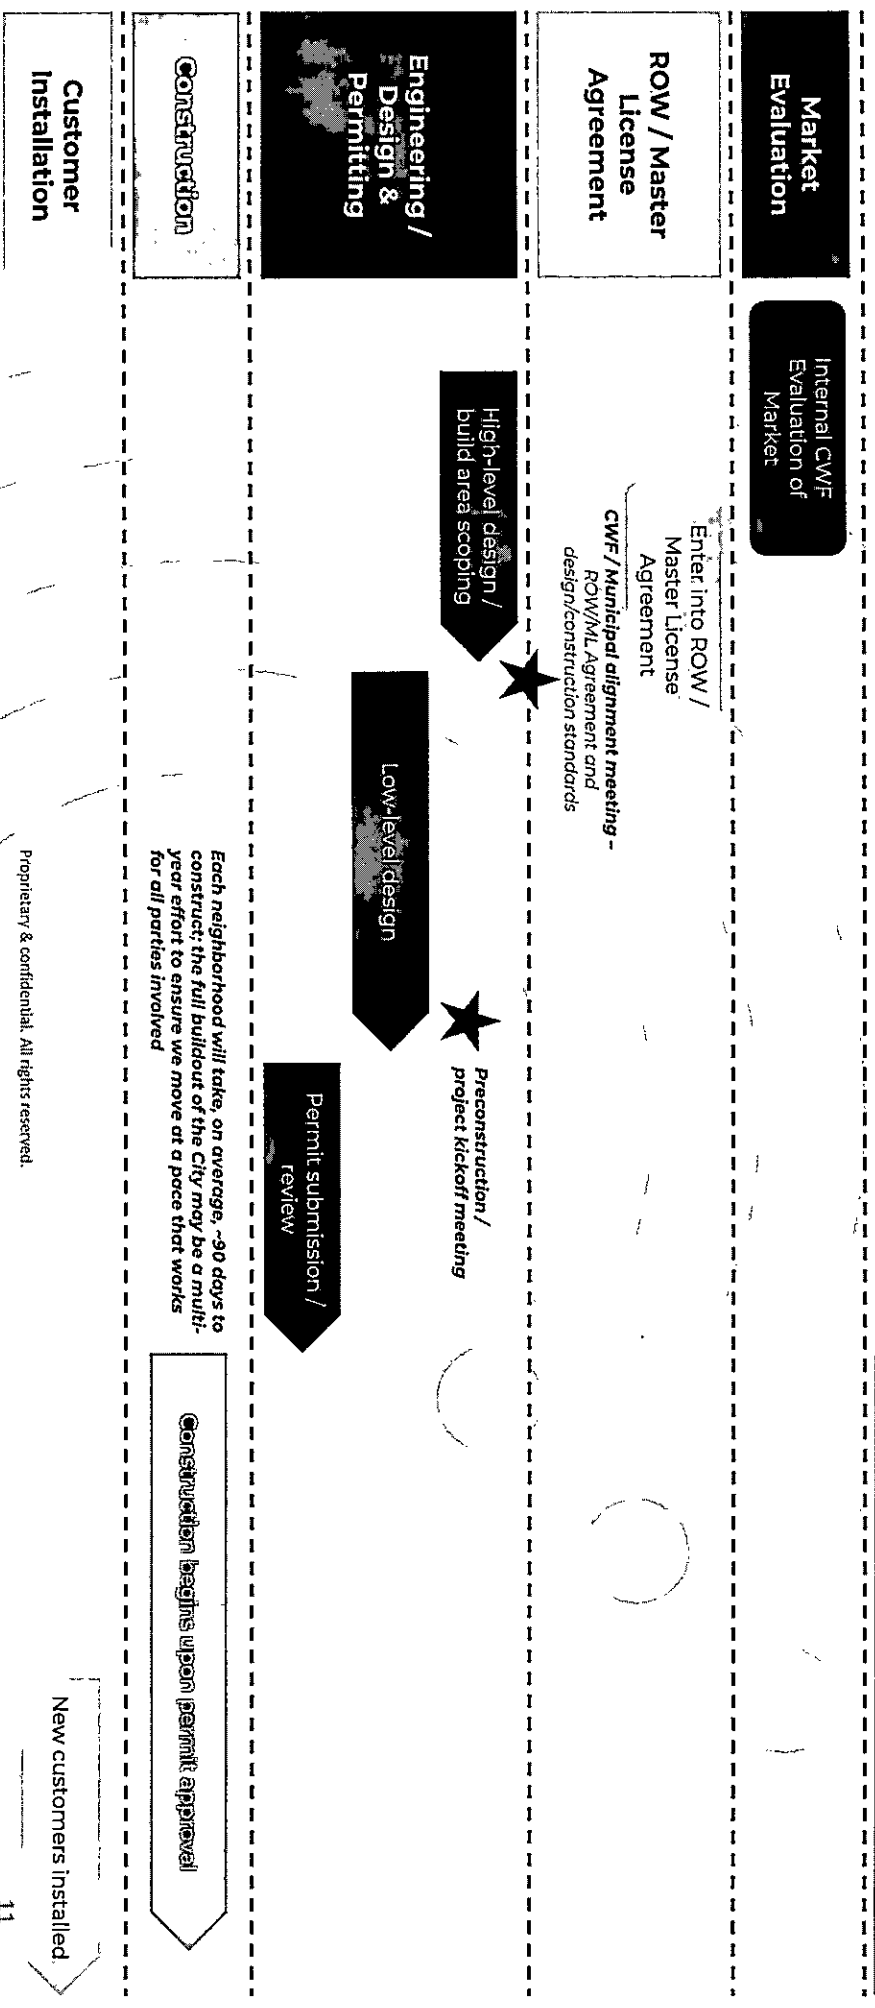 Market
Evaluation
Internal CWF
Evaluation of
Market
ROW / Master
License
Agreement
Enter into ROW /
Master License
Agreement
CWF / Municipal alignment meeting –
ROW/ML Agreement and
design/construction standards
Engineering /
Design &
Permitting
High-level design /
build area scoping
Low-level design
Preconstruction /
project kickoff meeting
Permit submission /
review
Construction
Each neighborhood will take, on average, ~90 days to
construct; the full buildout of the City may be a multi-
year effort to ensure we move at a pace that works
for all parties involved
Construction begins upon permit approval
Customer
Installation
New customers installed
Proprietary & confidential. All rights reserved.
11